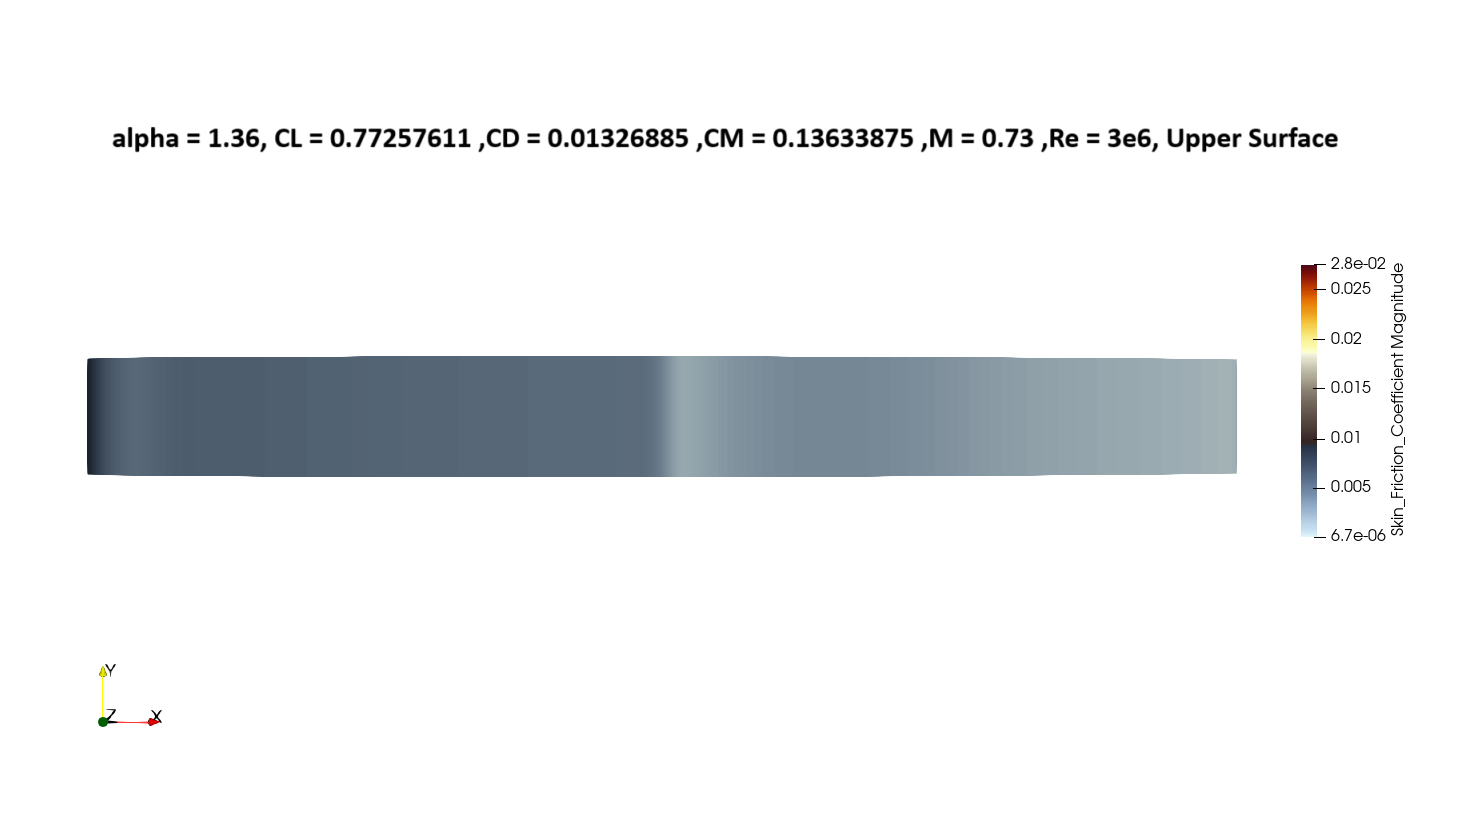 alpha = 1.36, CL = 0.77257611 ,CD = 0.01326885 ,CM = 0.13633875 ,M = 0.73 ,Re = 3e6, Upper Surface
2.8e-02
0.025
0.02
0.015
0.01
0.005
6.7e-06
Skin_Friction_Coefficient Magnitude
Y
Z
X